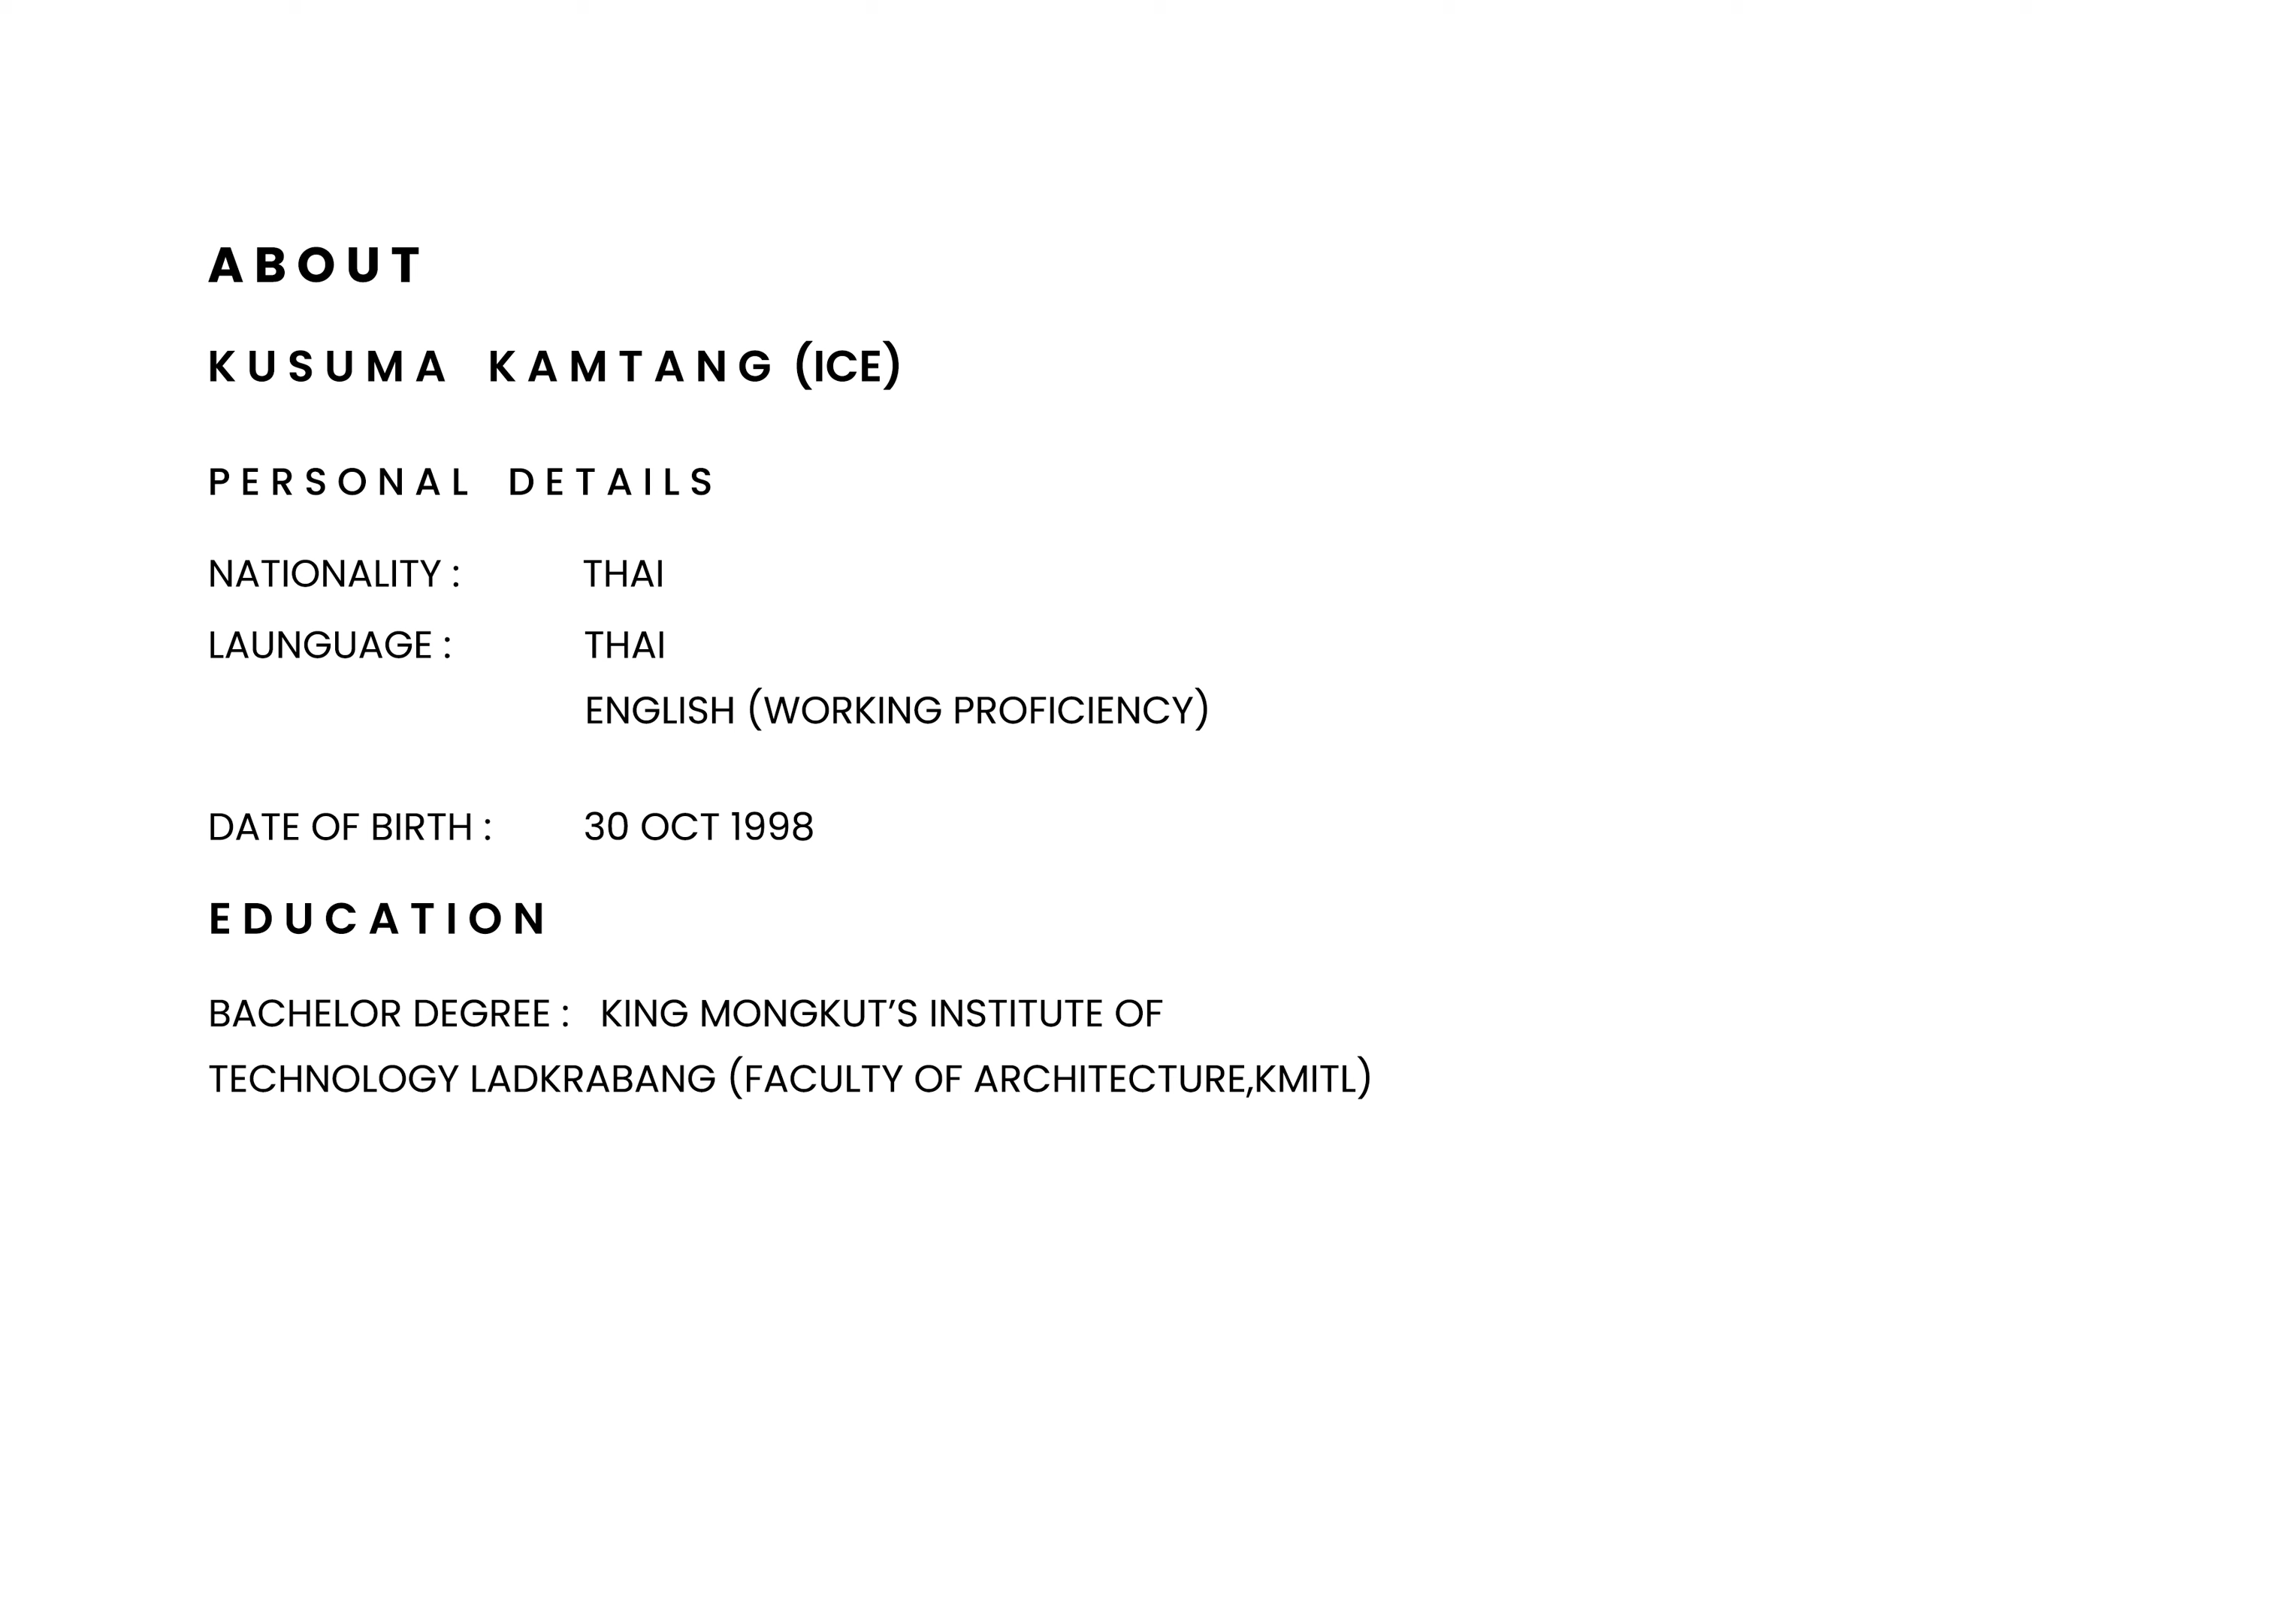 ABOUT
KUSUMA KAMTANG (ICE)
PERSONAL DETAILS
NATIONALITY : THAI
LAUNGUAGE : THAI
ENGLISH (WORKING PROFICIENCY)
DATE OF BIRTH : 30 OCT 1998
EDUCATION
BACHELOR DEGREE : KING MONGKUT’S INSTITUTE OF
TECHNOLOGY LADKRABANG (FACULTY OF ARCHITECTURE,KMITL)